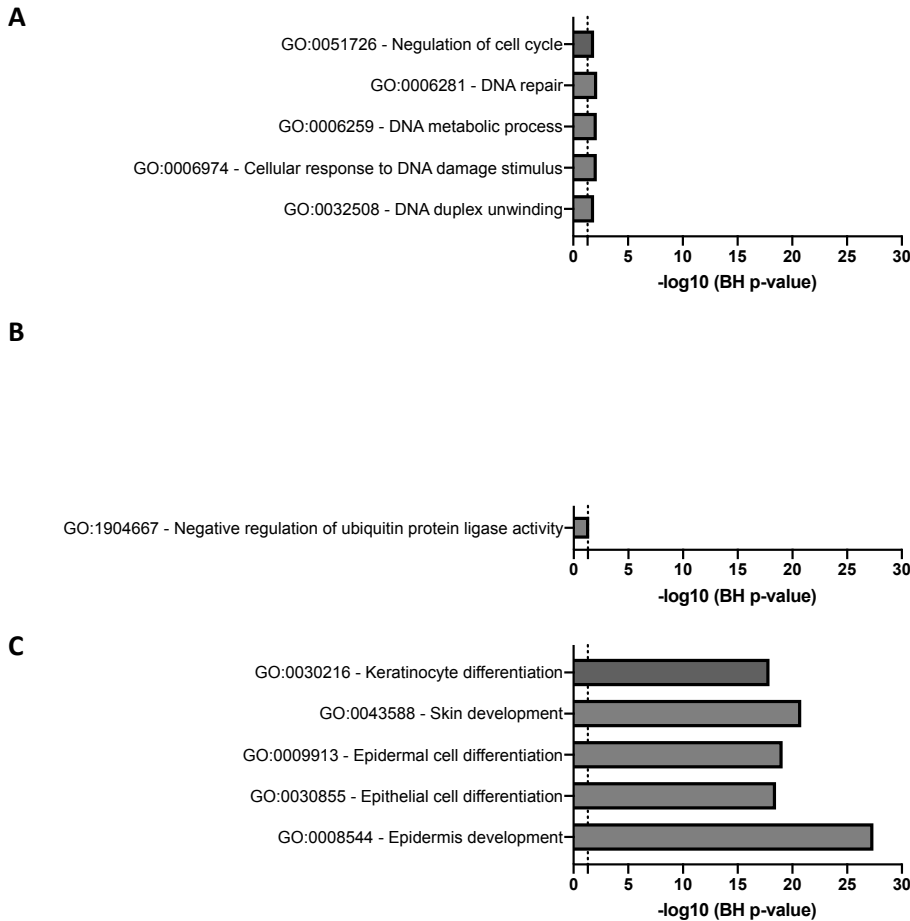 A
GO:0051726 - Negulation of cell cycle
GO:0006281 - DNA repair
GO:0006259 - DNA metabolic process
GO:0006974 - Cellular response to DNA damage stimulus
GO:0032508 - DNA duplex unwinding
0 5 10 15 20 25 30
-log10 (BH p-value)
B
GO:1904667 - Negative regulation of ubiquitin protein ligase activity
0 5 10 15 20 25 30
-log10 (BH p-value)
C
GO:0030216 - Keratinocyte differentiation
GO:0043588 - Skin development
GO:0009913 - Epidermal cell differentiation
GO:0030855 - Epithelial cell differentiation
GO:0008544 - Epidermis development
0 5 10 15 20 25 30
-log10 (BH p-value)